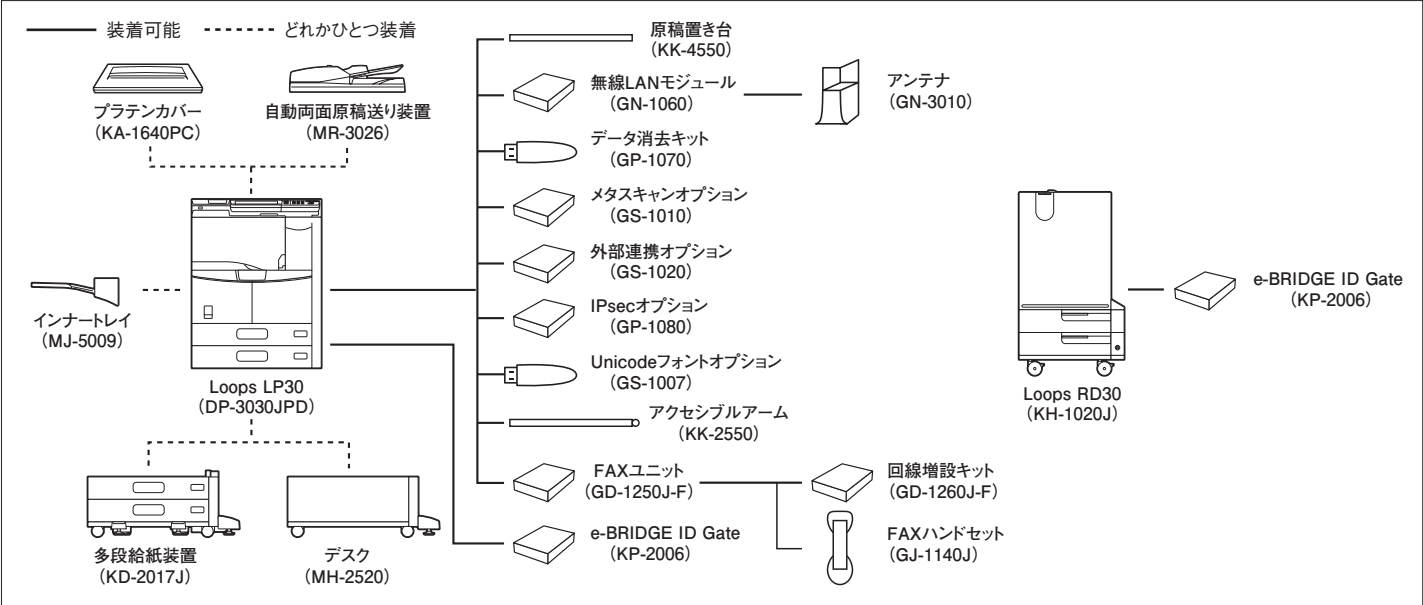 装着可能
どれかひとつ装着
プラテンカバー
(KA-1640PC)
自動両面原稿送り装置
(MR-3026)
インナートレイ
(MJ-5009)
Loops LP30
(DP-3030JPD)
多段給紙装置
(KD-2017J)
デスク
(MH-2520)
原稿置き台
(KK-4550)
無線LANモジュール
(GN-1060)
アンテナ
(GN-3010)
データ消去キット
(GP-1070)
メタスキャンオプション
(GS-1010)
外部連携オプション
(GS-1020)
IPsecオプション
(GP-1080)
Unicodeフォントオプション
(GS-1007)
アクセシブルアーム
(KK-2550)
FAXユニット
(GD-1250J-F)
回線増設キット
(GD-1260J-F)
e-BRIDGE ID Gate
(KP-2006)
FAXハンドセット
(GJ-1140J)
Loops RD30
(KH-1020J)
e-BRIDGE ID Gate
(KP-2006)